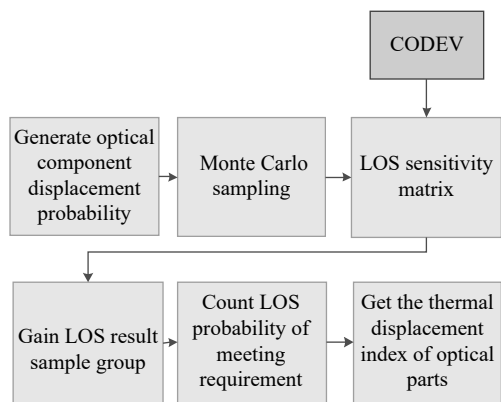 CODEV
Generate optical
component
displacement
probability
Monte Carlo
sampling
LOS sensitivity
matrix
Gain LOS result
sample group
Count LOS
probability of
meeting
requirement
Get the thermal
displacement
index of optical
parts